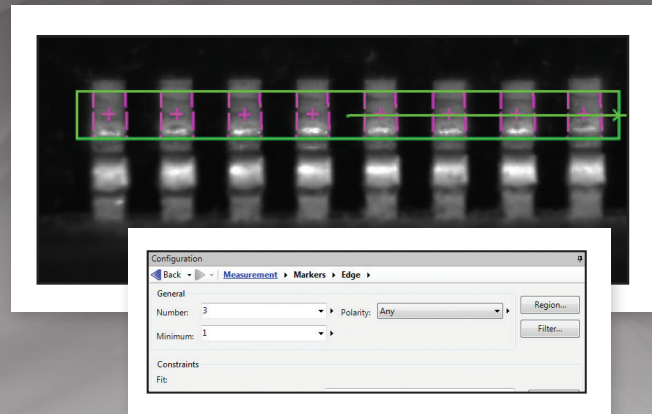 Configuration
Back Measurement Markers Edge
General
Number: 3 Polarity: Any Region...
Minimum: 1 Filter...
Constraints
Fit: